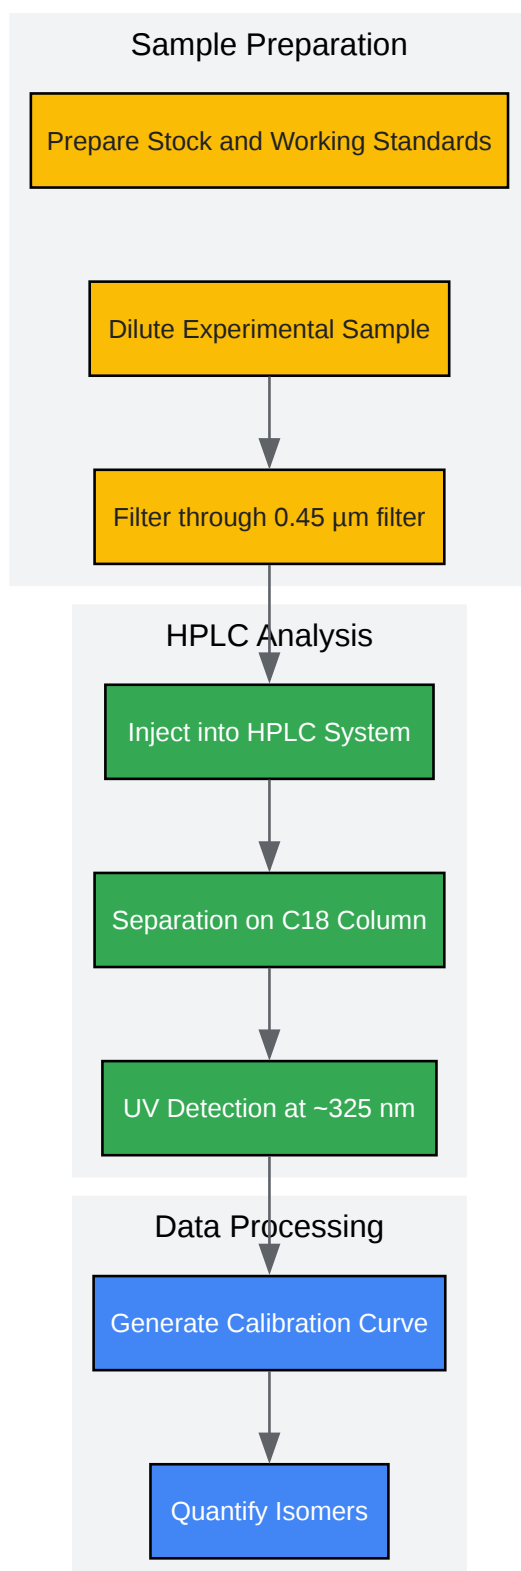 Sample Preparation
Prepare Stock and Working Standards
Dilute Experimental Sample
Filter through 0.45 µm filter
HPLC Analysis
Inject into HPLC System
Separation on C18 Column
UV Detection at ~325 nm
Data Processing
Generate Calibration Curve
Quantify Isomers